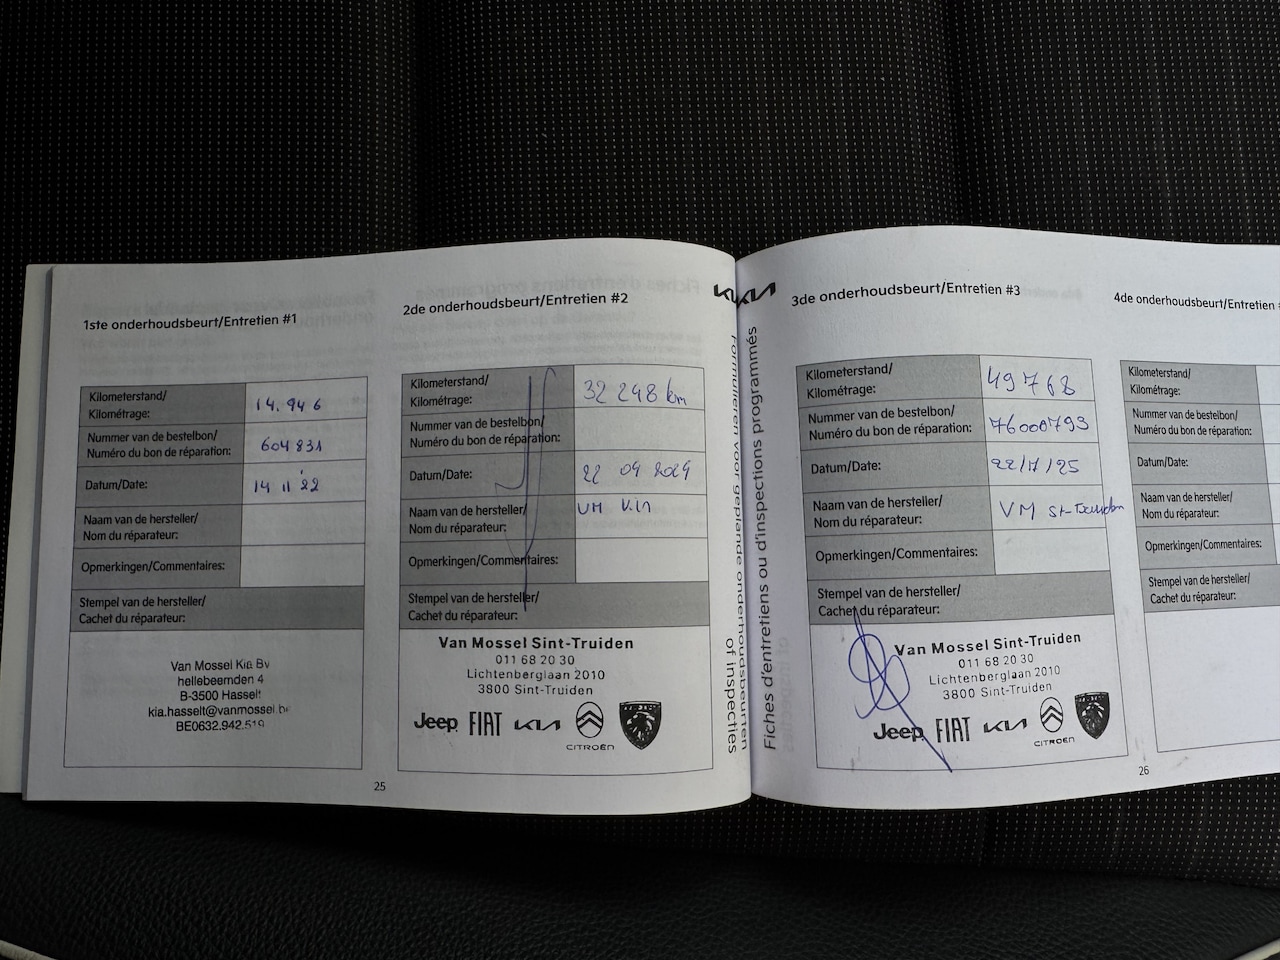 1ste onderhoudsbeurt/Entretien #1
Kilometerstand/
Kilométrage:
14.946
Nummer van de bestelbon/
Numéro du bon de réparation:
604831
Datum/Date:
14 11 22
Naam van de hersteller/
Nom du réparateur:
Opmerkingen/Commentaires:
Stempel van de hersteller/
Cachet du réparateur:
Van Mossel Kia Bv
hellebeemden 4
B-3500 Hasselt
kia.hasselt@vanmossel.be
BE0632.942.519
2de onderhoudsbeurt/Entretien #2
Kilometerstand/
Kilométrage:
32 248 km
Nummer van de bestelbon/
Numéro du bon de réparation:
Datum/Date:
22 09 2024
Naam van de hersteller/
Nom du réparateur:
VM
Opmerkingen/Commentaires:
Stempel van de hersteller/
Cachet du réparateur:
Van Mossel Sint-Truiden
011 68 20 30
Lichtenberglaan 2010
3800 Sint-Truiden
Jeep FIAT KIA CITROËN
25
KIA
Formulieren voor geplande onderhoudsbeurten
of inspecties
KIA
Fiches d'entretiens ou d'inspections programmés
3de onderhoudsbeurt/Entretien #3
Kilometerstand/
Kilométrage:
49768
Nummer van de bestelbon/
Numéro du bon de réparation:
76000793
Datum/Date:
22/7/25
Naam van de hersteller/
Nom du réparateur:
VM St-Truiden
Opmerkingen/Commentaires:
Stempel van de hersteller/
Cachet du réparateur:
Van Mossel Sint-Truiden
011 68 20 30
Lichtenberglaan 2010
3800 Sint-Truiden
Jeep FIAT KIA CITROËN
26
4de onderhoudsbeurt/Entretien
Kilometerstand/
Kilométrage:
Nummer van de bestelbon/
Numéro du bon de réparation:
Datum/Date:
Naam van de hersteller/
Nom du réparateur:
Opmerkingen/Commentaires:
Stempel van de hersteller/
Cachet du réparateur: